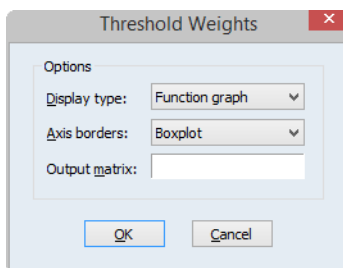 Threshold Weights
Options
Display type: Function graph
Axis borders: Boxplot
Output matrix:
OK Cancel